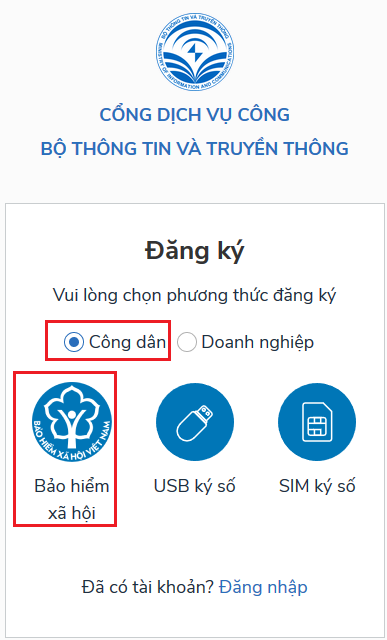 BỘ THÔNG TIN VÀ TRUYỀN THÔNG
MINISTRY OF INFORMATION AND COMMUNICATIONS
CỔNG DỊCH VỤ CÔNG
BỘ THÔNG TIN VÀ TRUYỀN THÔNG
Đăng ký
Vui lòng chọn phương thức đăng ký
Công dân Doanh nghiệp
BẢO HIỂM XÃ HỘI VIỆT NAM
Bảo hiểm xã hội
USB ký số
SIM ký số
Đã có tài khoản? Đăng nhập